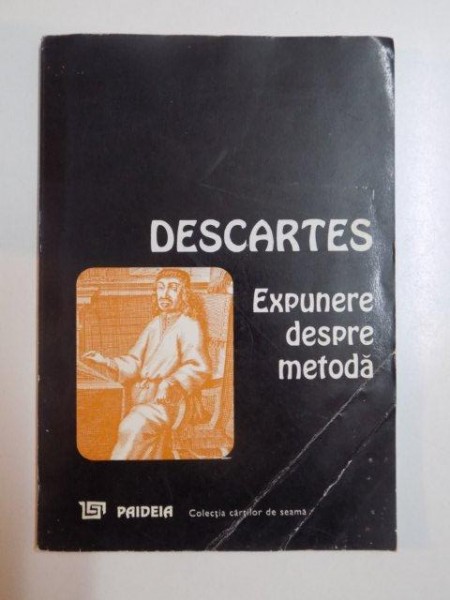 DESCARTES
Expunere
despre
metodă
PAIDEIA Colecția cărților de seamă